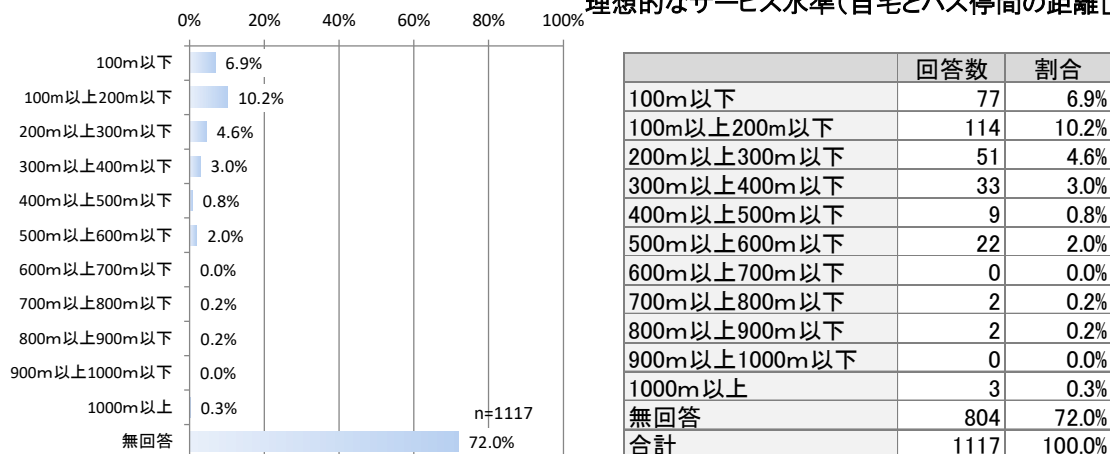 理想的なサービス水準（自宅とバス停間の距離
0% 20% 40% 60% 80% 100%
100m以下 6.9%
100m以上200m以下 10.2%
200m以上300m以下 4.6%
300m以上400m以下 3.0%
400m以上500m以下 0.8%
500m以上600m以下 2.0%
600m以上700m以下 0.0%
700m以上800m以下 0.2%
800m以上900m以下 0.2%
900m以上1000m以下 0.0%
1000m以上 0.3%
n=1117
無回答 72.0%
回答数 割合
100m以下 77 6.9%
100m以上200m以下 114 10.2%
200m以上300m以下 51 4.6%
300m以上400m以下 33 3.0%
400m以上500m以下 9 0.8%
500m以上600m以下 22 2.0%
600m以上700m以下 0 0.0%
700m以上800m以下 2 0.2%
800m以上900m以下 2 0.2%
900m以上1000m以下 0 0.0%
1000m以上 3 0.3%
無回答 804 72.0%
合計 1117 100.0%